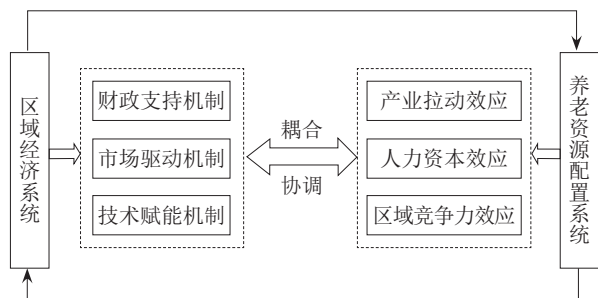 区域经济系统
财政支持机制
市场驱动机制
技术赋能机制
耦合
协调
产业拉动效应
人力资本效应
区域竞争力效应
养老资源配置系统